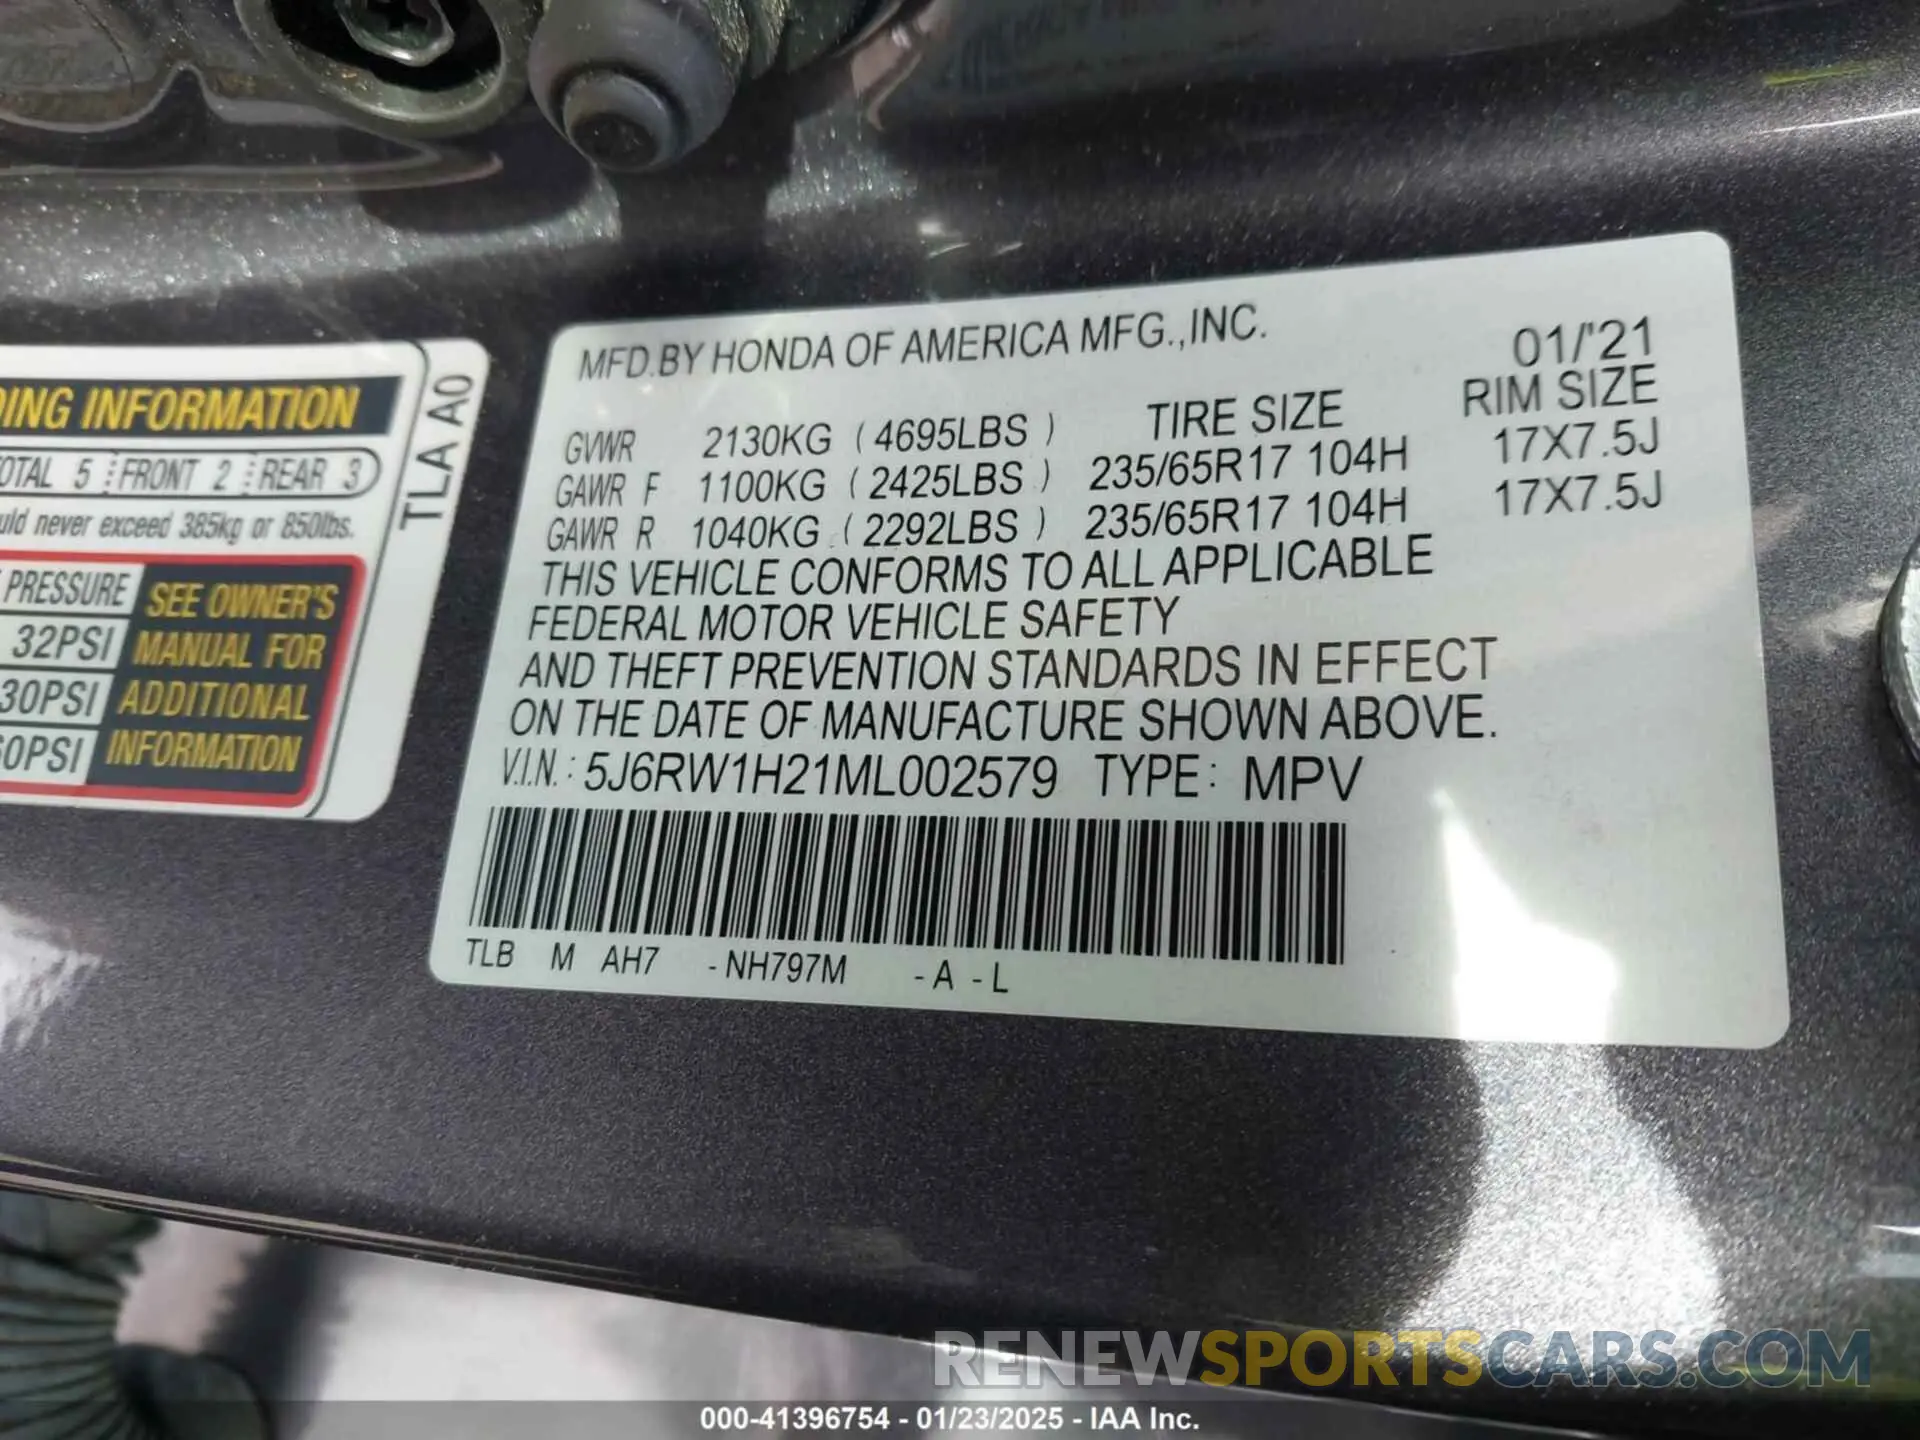 MFD.BY HONDA OF AMERICA MFG.,INC. 01/'21
TIRE SIZE RIM SIZE
GVWR 2130KG ( 4695LBS )
GAWR F 1100KG ( 2425LBS ) 235/65R17 104H 17X7.5J
GAWR R 1040KG ( 2292LBS ) 235/65R17 104H 17X7.5J
THIS VEHICLE CONFORMS TO ALL APPLICABLE
FEDERAL MOTOR VEHICLE SAFETY
AND THEFT PREVENTION STANDARDS IN EFFECT
ON THE DATE OF MANUFACTURE SHOWN ABOVE.
V.I.N. : 5J6RW1H21ML002579 TYPE : MPV
TLB M AH7 - NH797M - A - L
INFORMATION
5 FRONT 2 REAR 3
never exceed 385kg or 850lbs.
PRESSURE
32PSI
30PSI
SEE OWNER'S
MANUAL FOR
ADDITIONAL
INFORMATION
TLA A0
RENEWSPORTSCARS.COM
000-41396754 - 01/23/2025 - IAA Inc.